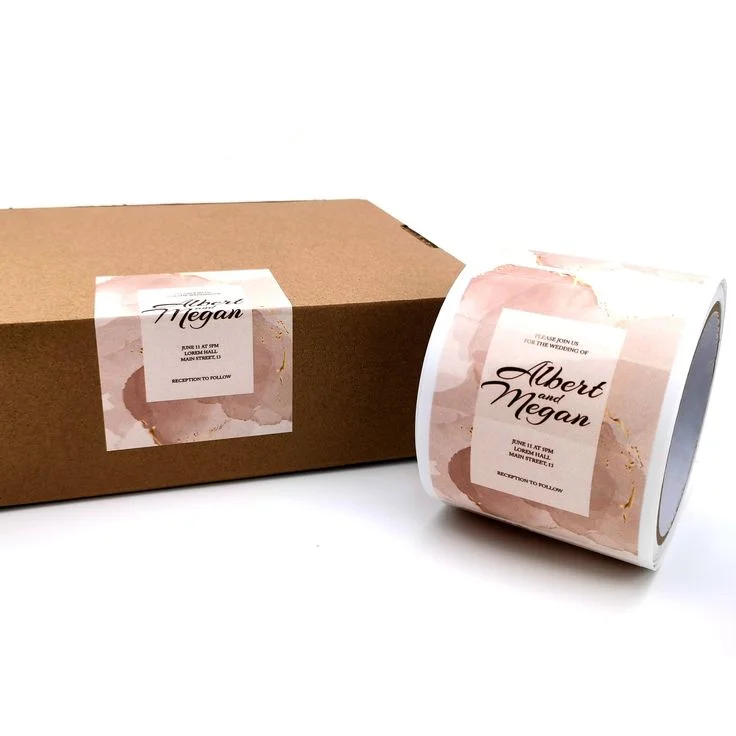 Albert
and
Megan
JUNE 11 AT 5PM
LOREM HALL
MAIN STREET, 13
RECEPTION TO FOLLOW
PLEASE JOIN US
FOR THE WEDDING OF
Albert
and
Megan
JUNE 11 AT 5PM
LOREM HALL
MAIN STREET, 13
RECEPTION TO FOLLOW